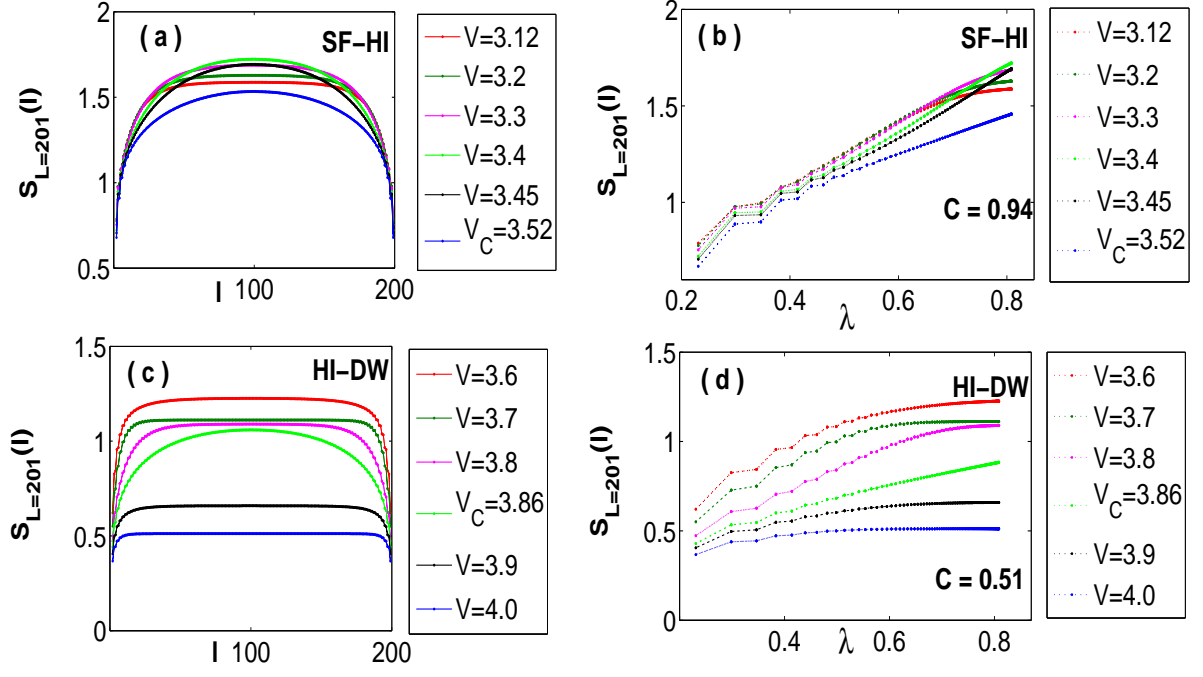 2
1.5
1
0.5
S_{L=201}(l)
( a )
SF-HI
l 100
200
V=3.12
V=3.2
V=3.3
V=3.4
V=3.45
V_C=3.52
2
1.5
1
S_{L=201}(l)
( b )
SF-HI
C = 0.94
0.2
0.4
0.6
0.8
λ
V=3.12
V=3.2
V=3.3
V=3.4
V=3.45
V_C=3.52
1.5
1
0.5
0
S_{L=201}(l)
( c )
HI-DW
l 100
200
V=3.6
V=3.7
V=3.8
V_C=3.86
V=3.9
V=4.0
1.5
1
0.5
0
S_{L=201}(l)
( d )
HI-DW
C = 0.51
0.4
0.6
0.8
λ
V=3.6
V=3.7
V=3.8
V_C=3.86
V=3.9
V=4.0